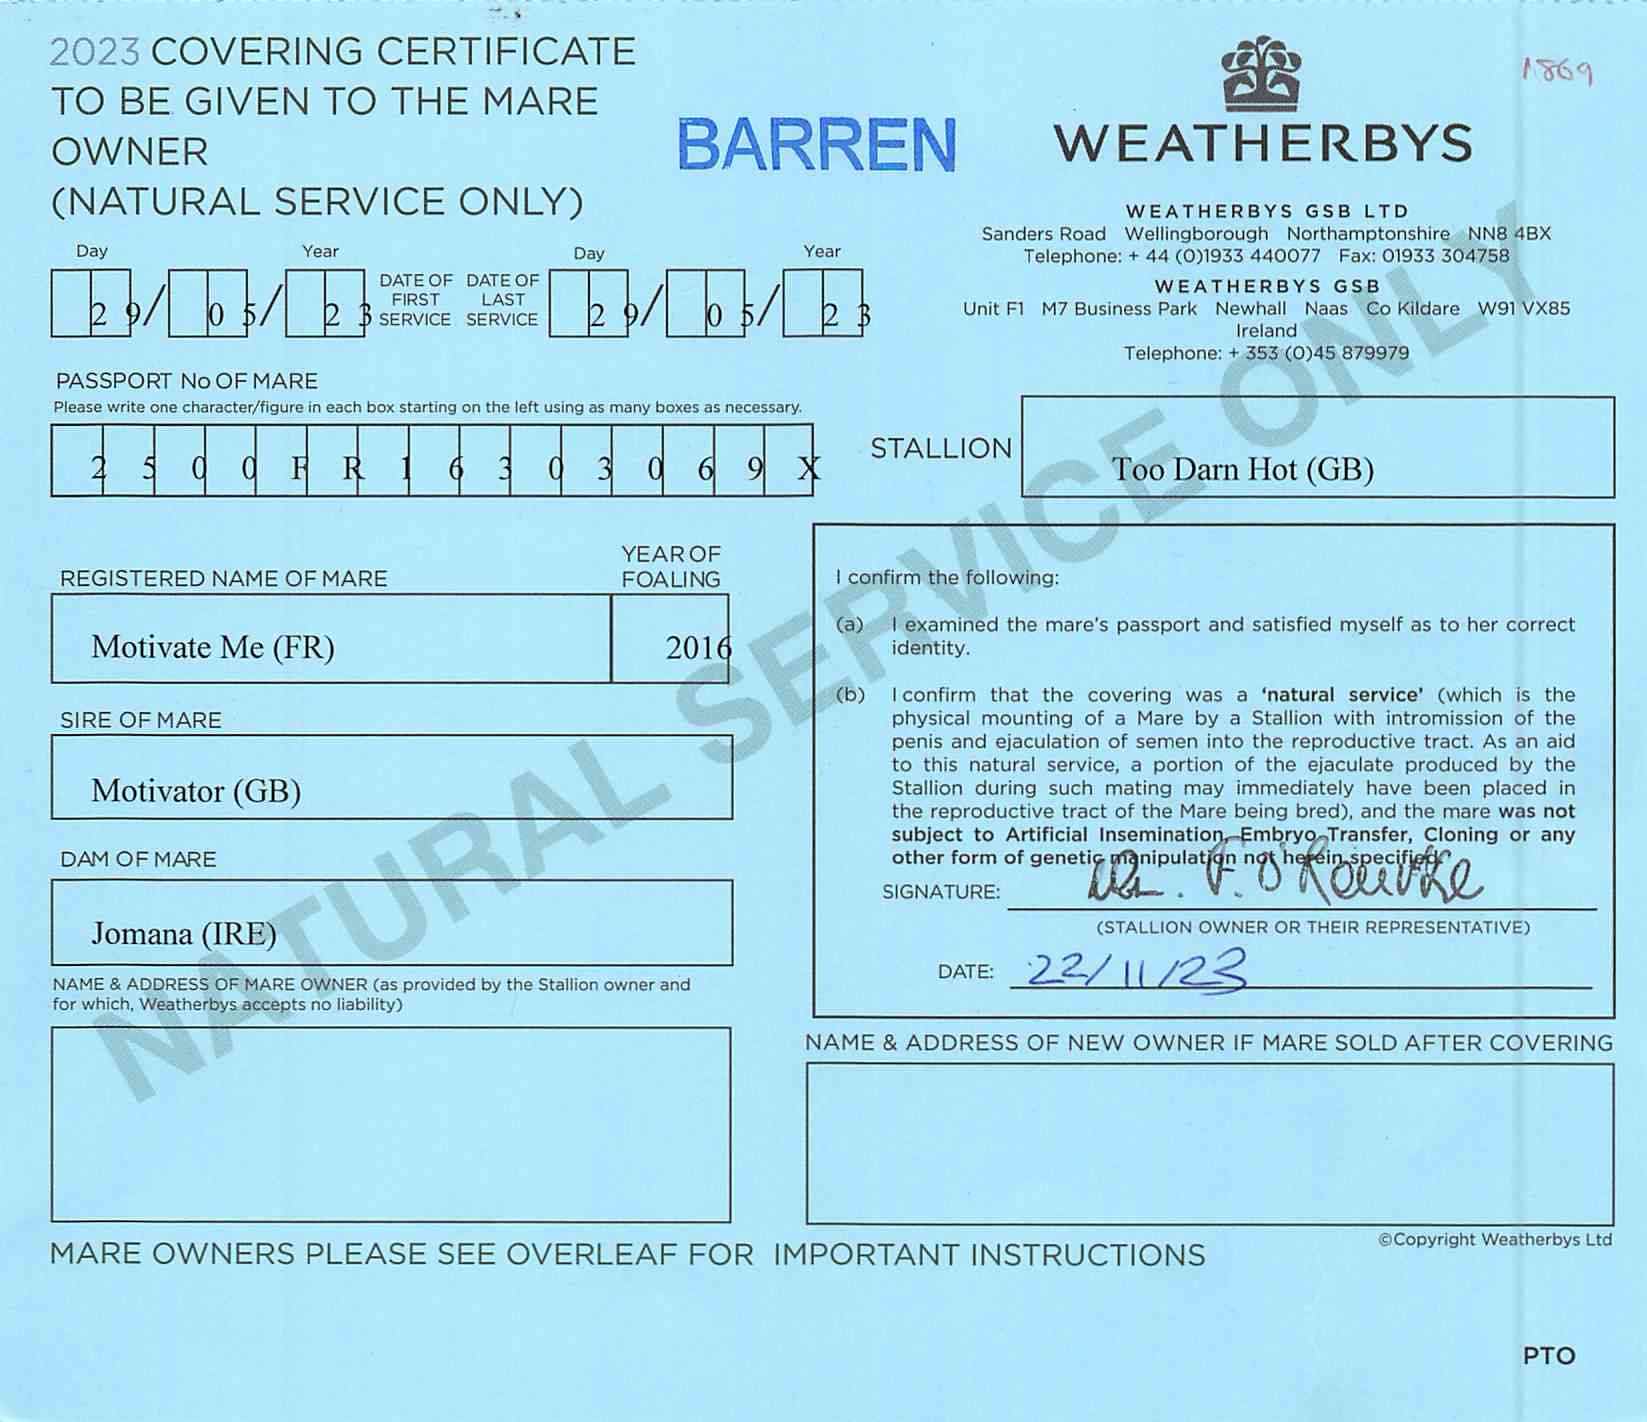 2023 COVERING CERTIFICATE
TO BE GIVEN TO THE MARE
OWNER
(NATURAL SERVICE ONLY)
BARREN
1869
WEATHERBYS
WEATHERBYS GSB LTD
Sanders Road Wellingborough Northamptonshire NN8 4BX
Telephone: + 44 (0)1933 440077 Fax: 01933 304758
WEATHERBYS GSB
Unit F1 M7 Business Park Newhall Naas Co Kildare W91 VX85
Ireland
Telephone: + 353 (0)45 879979
Day Year
29/05/23
DATE OF FIRST SERVICE
DATE OF LAST SERVICE
Day Year
29/05/23
PASSPORT No OF MARE
Please write one character/figure in each box starting on the left using as many boxes as necessary.
2500FR16303069X
STALLION
Too Darn Hot (GB)
REGISTERED NAME OF MARE
YEAR OF FOALING
Motivate Me (FR)
2016
SIRE OF MARE
Motivator (GB)
DAM OF MARE
Jomana (IRE)
NAME & ADDRESS OF MARE OWNER (as provided by the Stallion owner and
for which, Weatherbys accepts no liability)
I confirm the following:
(a) I examined the mare's passport and satisfied myself as to her correct
identity.
(b) I confirm that the covering was a 'natural service' (which is the
physical mounting of a Mare by a Stallion with intromission of the
penis and ejaculation of semen into the reproductive tract. As an aid
to this natural service, a portion of the ejaculate produced by the
Stallion during such mating may immediately have been placed in
the reproductive tract of the Mare being bred), and the mare was not
subject to Artificial Insemination, Embryo Transfer, Cloning or any
other form of genetic manipulation not herein specified.
SIGNATURE: F. O'Rourke
(STALLION OWNER OR THEIR REPRESENTATIVE)
DATE: 22/11/23
NAME & ADDRESS OF NEW OWNER IF MARE SOLD AFTER COVERING
©Copyright Weatherbys Ltd
MARE OWNERS PLEASE SEE OVERLEAF FOR IMPORTANT INSTRUCTIONS
PTO
NATURAL SERVICE ONLY